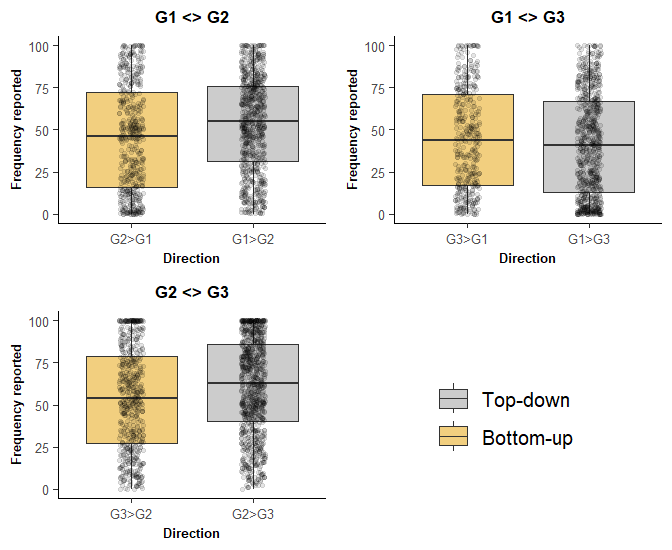 G1 <> G2
Frequency reported
100
75
50
25
0
G2>G1 G1>G2
Direction
G1 <> G3
Frequency reported
100
75
50
25
0
G3>G1 G1>G3
Direction
G2 <> G3
Frequency reported
100
75
50
25
0
G3>G2 G2>G3
Direction
Top-down
Bottom-up